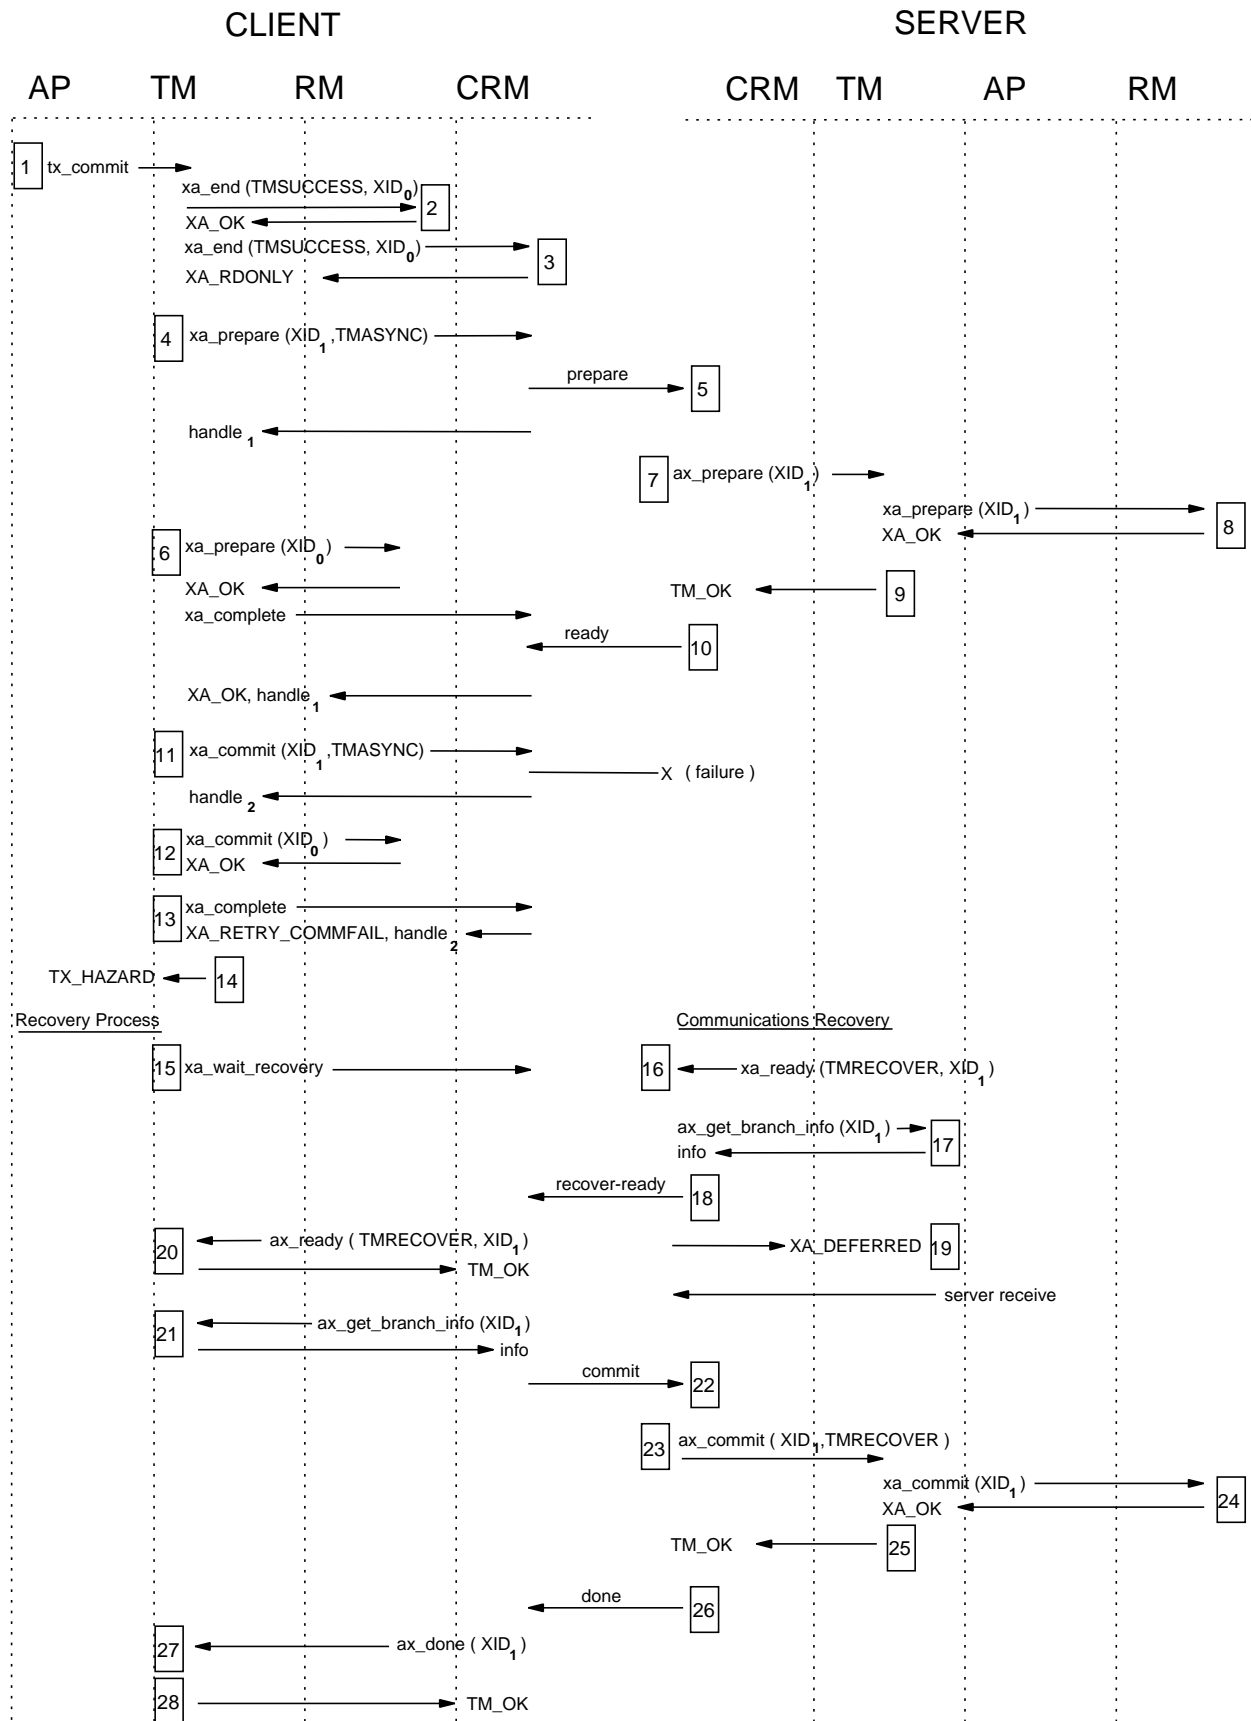 CLIENT
SERVER
AP TM RM CRM
CRM TM AP RM
1 tx_commit
xa_end (TMSUCCESS, XID0)
2
XA_OK
xa_end (TMSUCCESS, XID0)
3
XA_RDONLY
4 xa_prepare (XID1 ,TMASYNC)
prepare
5
handle 1
7 ax_prepare (XID1)
xa_prepare (XID1)
8
XA_OK
6 xa_prepare (XID0)
XA_OK
TM_OK
9
xa_complete
ready
10
XA_OK, handle 1
11 xa_commit (XID1 ,TMASYNC)
X ( failure )
handle 2
12 xa_commit (XID0 )
XA_OK
13 xa_complete
XA_RETRY_COMMFAIL, handle 2
TX_HAZARD
14
Recovery Process
Communications Recovery
15 xa_wait_recovery
16 xa_ready (TMRECOVER, XID1 )
ax_get_branch_info (XID1)
17
info
recover-ready
18
20 ax_ready ( TMRECOVER, XID1)
TM_OK
XA_DEFERRED 19
server receive
21 ax_get_branch_info (XID1)
info
commit
22
23 ax_commit ( XID1,TMRECOVER )
xa_commit (XID1 )
24
XA_OK
TM_OK
25
done
26
27 ax_done ( XID1)
28 TM_OK